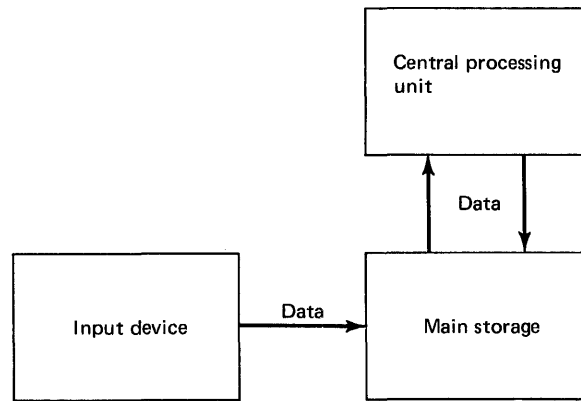 Central processing
unit
Data
Data
Input device
Main storage